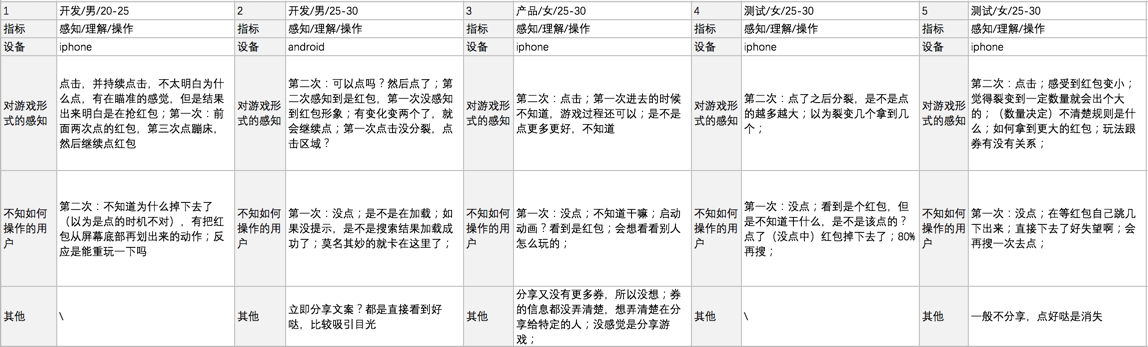 1 开发/男/20-25 2 开发/男/25-30 3 产品/女/25-30 4 测试/女/25-30 5 测试/女/25-30
指标 感知/理解/操作 指标 感知/理解/操作 指标 感知/理解/操作 指标 感知/理解/操作 指标 感知/理解/操作
设备 iphone 设备 android 设备 iphone 设备 iphone 设备 iphone
对游戏形
式的感知
点击，并持续点击，不太明白为什
么点，有在瞄准的感觉，但是结果
出来明白是在抢红包；第一次：前
面两次点的红包，第三次点蹦床，
然后继续点红包
对游戏形
式的感知
第二次：可以点吗？然后点了；第
二次感知到是红包，第一次没感知
到红包形象；有变化变两个了，就
会继续点；第一次点击没分裂，点
击区域？
对游戏形
式的感知
第二次：点击；第一次进去的时候
不知道，游戏过程还可以；是不是
点更多更好，不知道
对游戏形
式的感知
第二次：点了之后分裂，是不是点
的越多越大；以为裂变几个拿到几
个；
对游戏形
式的感知
第二次：点击；感受到红包变小；
觉得裂变到一定数量就会出个大
的；（数量决定）不清楚规则是什
么；如何拿到更大的红包；玩法跟
券有没有关系；
不知如何
操作的用
户
第二次：不知道为什么掉下去了
（以为是点的时机不对），有把红
包从屏幕底部再划出来的动作；反
应是能重玩一下吗
不知如何
操作的用
户
第一次：没点；是不是在加载；如
果没提示，是不是搜索结果加载成
功了；莫名其妙的就卡在这里了；
不知如何
操作的用
户
第一次：没点；不知道干嘛；启动
动画？看到是红包；会想看看别人
怎么玩的；
不知如何
操作的用
户
第一次：没点；看到是个红包，但
是不知道干什么，是不是该点的？
点了（没点中）红包掉下去了；80%
再搜；
不知如何
操作的用
户
第一次：没点；在等红包自己跳几
下出来；直接下去了好失望啊；会
再搜一次去点；
其他
\
其他
立即分享文案？都是直接看到好
哒，比较吸引目光
其他
分享又没有更多券，所以没想；券
的信息都没弄清楚，想弄清楚在分
享给特定的人；没感觉是分享游
戏；
其他
\
其他
一般不分享，点好哒是消失